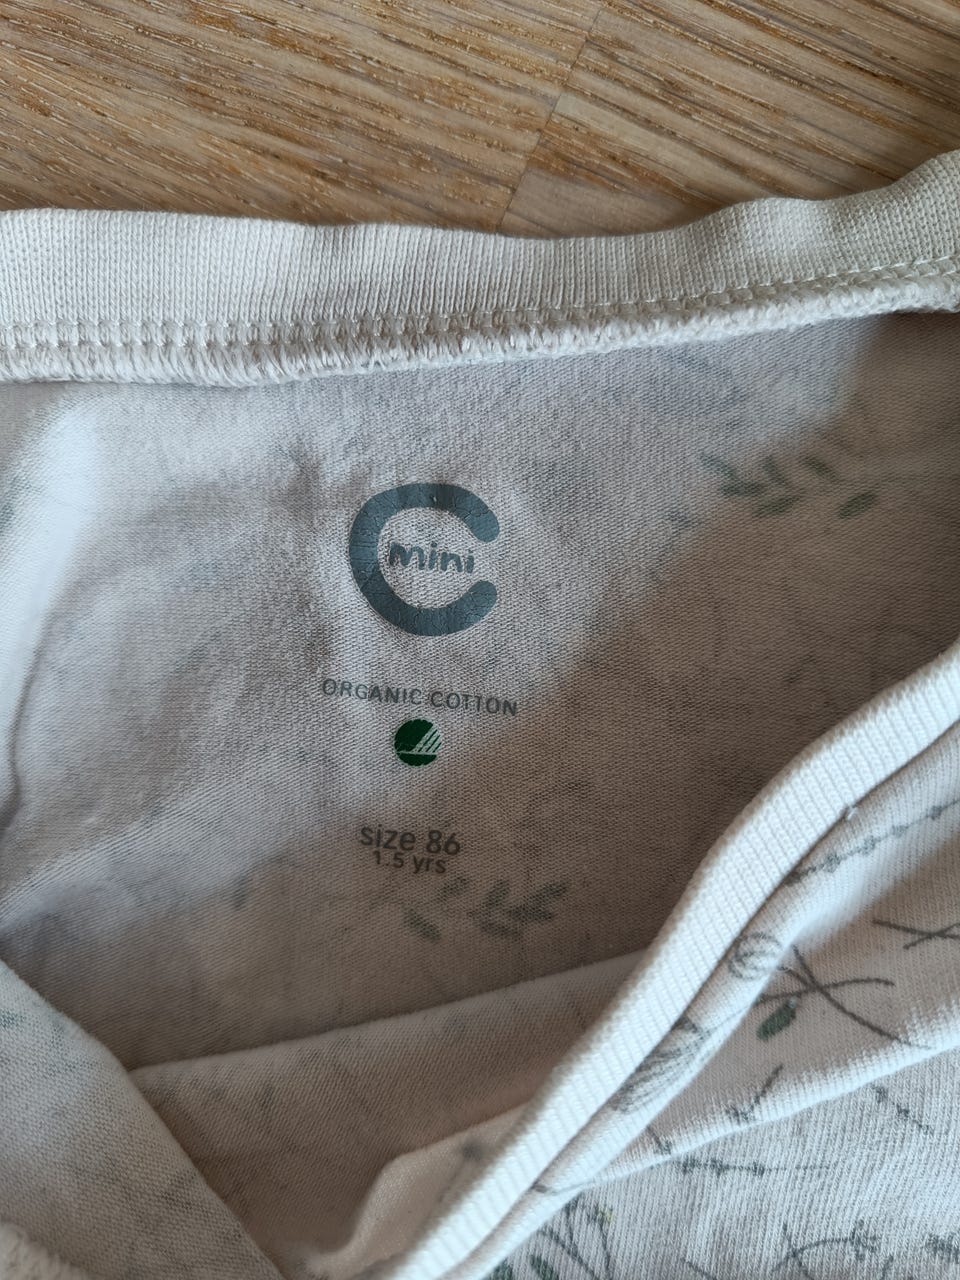 mini
ORGANIC COTTON
size 86
1.5 yrs